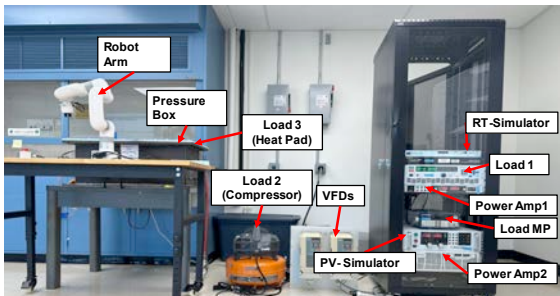 Robot
Arm
Pressure
Box
Load 3
(Heat Pad)
Load 2
(Compressor)
VFDs
RT-Simulator
Load 1
Power Amp1
Load MP
PV- Simulator
Power Amp2